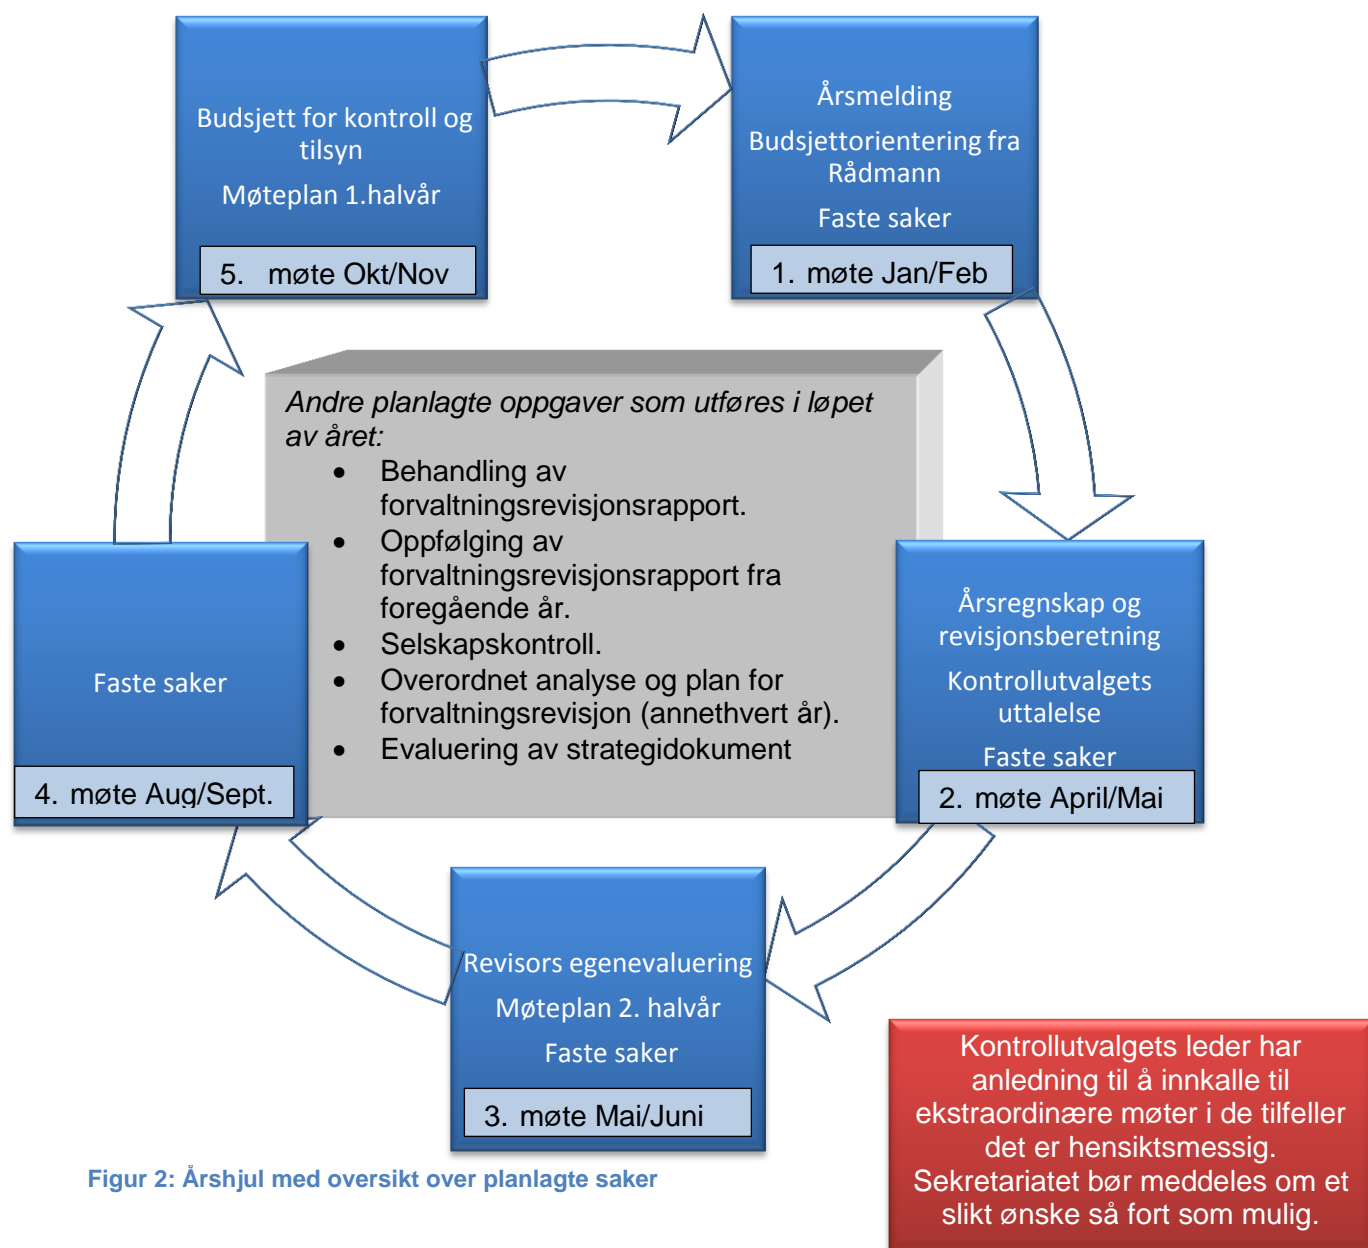 Budsjett for kontroll og
tilsyn
Møteplan 1.halvår
5. møte Okt/Nov
Årsmelding
Budsjettorientering fra
Rådmann
Faste saker
1. møte Jan/Feb
Andre planlagte oppgaver som utføres i løpet
av året:
• Behandling av
forvaltningsrevisjonsrapport.
• Oppfølging av
forvaltningsrevisjonsrapport fra
foregående år.
• Selskapskontroll.
• Overordnet analyse og plan for
forvaltningsrevisjon (annethvert år).
• Evaluering av strategidokument
Årsregnskap og
revisjonsberetning
Kontrollutvalgets
uttalelse
Faste saker
2. møte April/Mai
Faste saker
4. møte Aug/Sept.
Revisors egenevaluering
Møteplan 2. halvår
Faste saker
3. møte Mai/Juni
Kontrollutvalgets leder har
anledning til å innkalle til
ekstraordinære møter i de tilfeller
det er hensiktsmessig.
Sekretariatet bør meddeles om et
slikt ønske så fort som mulig.
Figur 2: Årshjul med oversikt over planlagte saker